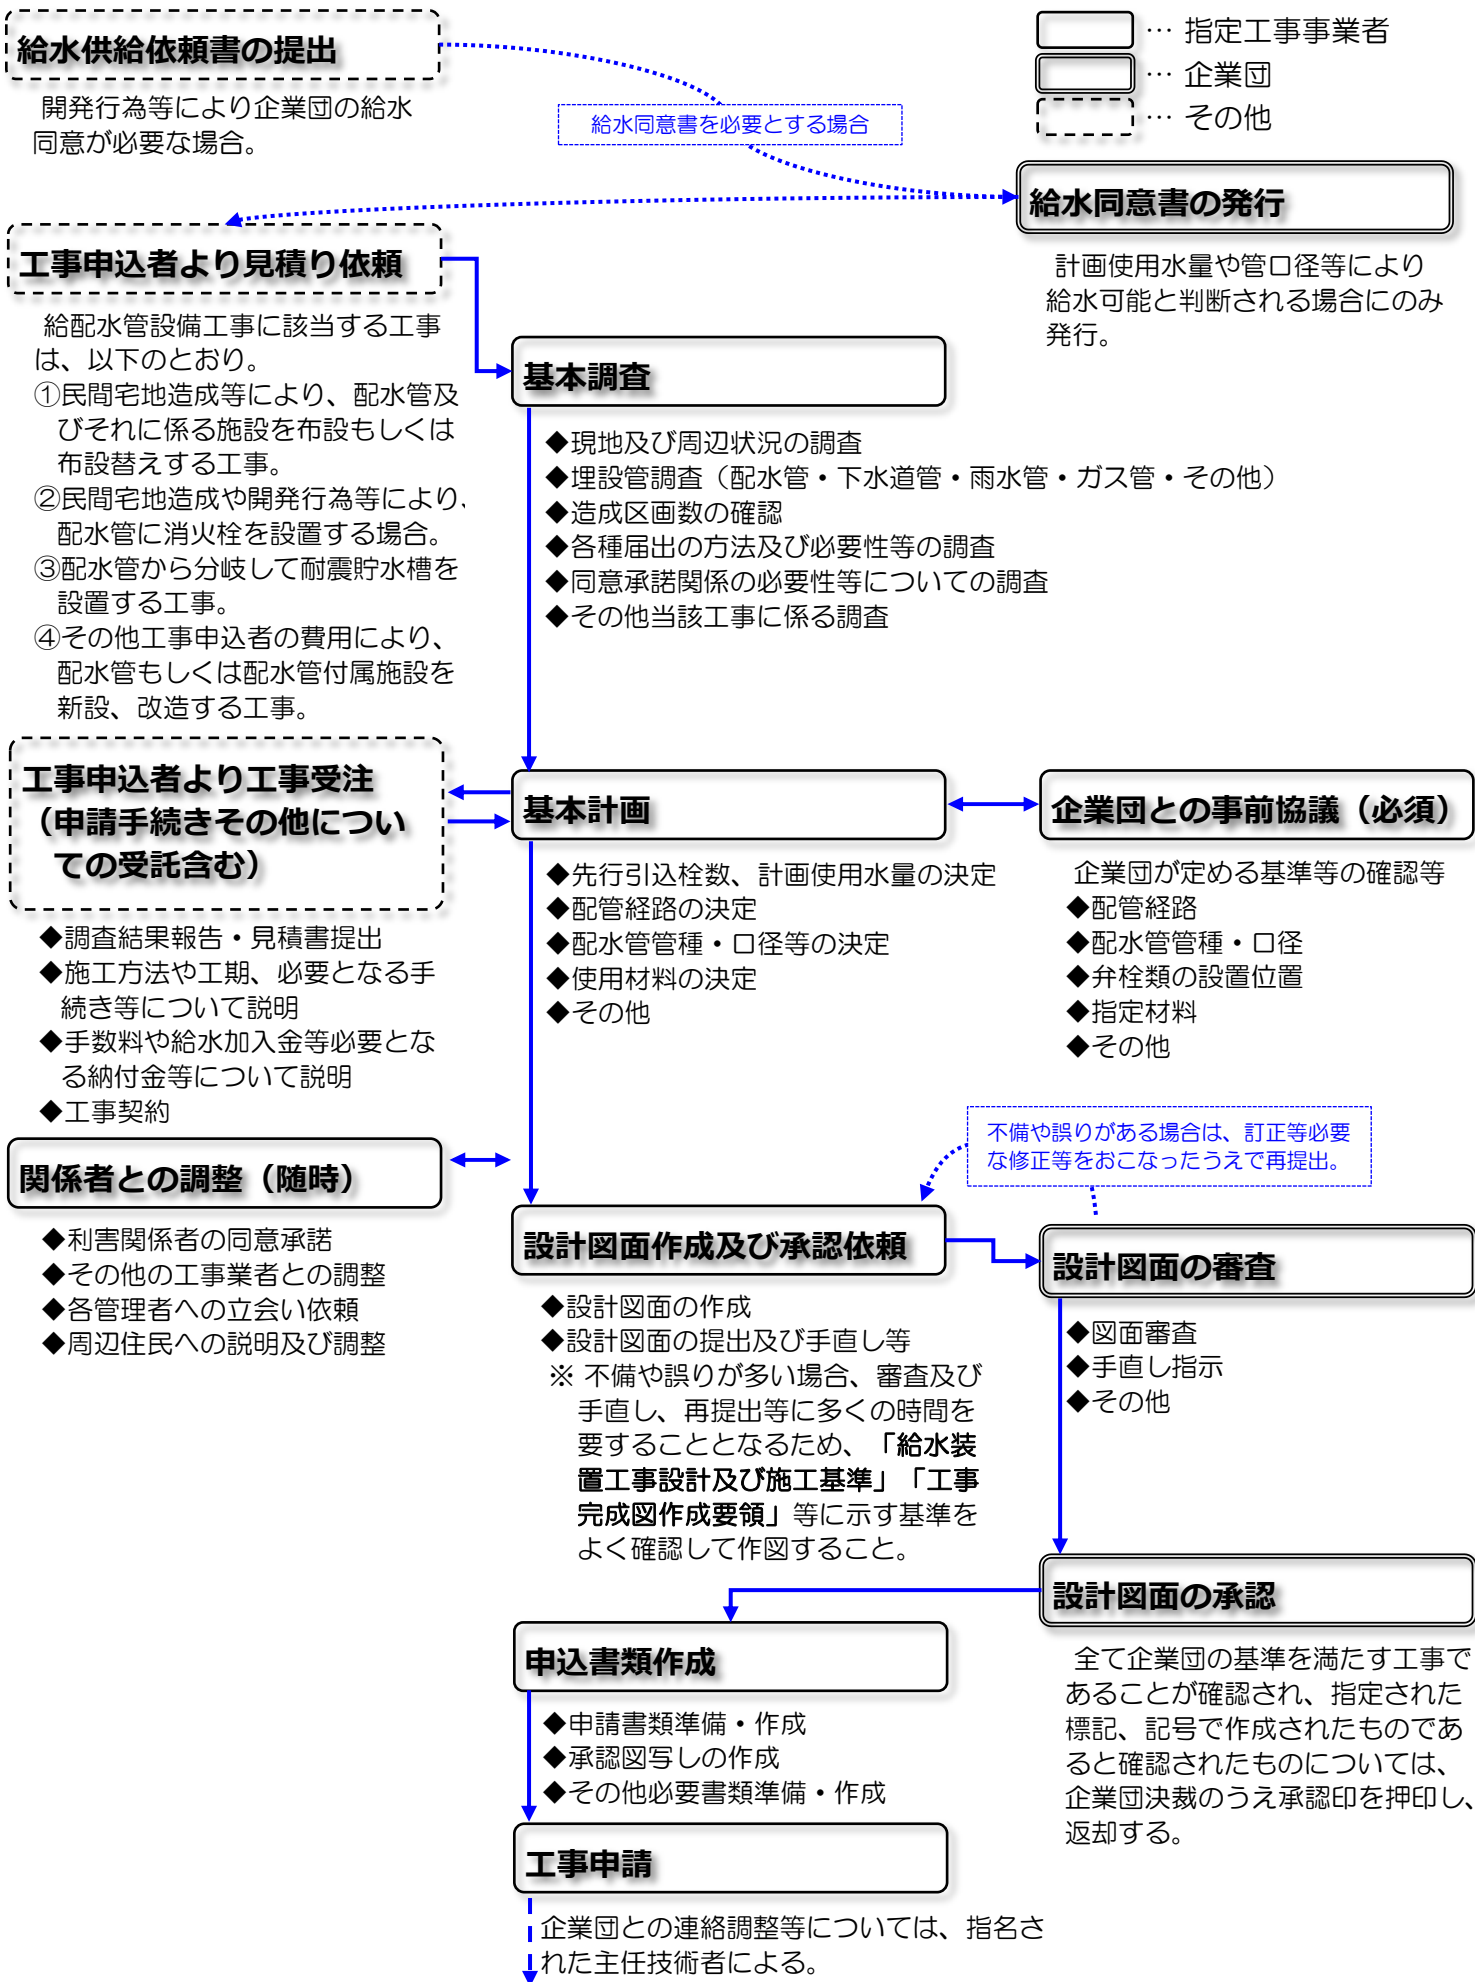 給水供給依頼書の提出
開発行為等により企業団の給水
同意が必要な場合。
給水同意書を必要とする場合
… 指定工事事業者
… 企業団
… その他
給水同意書の発行
計画使用水量や管口径等により
給水可能と判断される場合にのみ
発行。
工事申込者より見積り依頼
給配水管設備工事に該当する工事
は、以下のとおり。
①民間宅地造成等により、配水管及
びそれに係る施設を布設もしくは
布設替えする工事。
②民間宅地造成や開発行為等により、
配水管に消火栓を設置する場合。
③配水管から分岐して耐震貯水槽を
設置する工事。
④その他工事申込者の費用により、
配水管もしくは配水管付属施設を
新設、改造する工事。
基本調査
◆現地及び周辺状況の調査
◆埋設管調査（配水管・下水道管・雨水管・ガス管・その他）
◆造成区画数の確認
◆各種届出の方法及び必要性等の調査
◆同意承諾関係の必要性等についての調査
◆その他当該工事に係る調査
工事申込者より工事受注
（申請手続きその他につい
ての受託含む）
◆調査結果報告・見積書提出
◆施工方法や工期、必要となる手
続き等について説明
◆手数料や給水加入金等必要とな
る納付金等について説明
◆工事契約
基本計画
◆先行引込栓数、計画使用水量の決定
◆配管経路の決定
◆配水管管種・口径等の決定
◆使用材料の決定
◆その他
企業団との事前協議（必須）
企業団が定める基準等の確認等
◆配管経路
◆配水管管種・口径
◆弁栓類の設置位置
◆指定材料
◆その他
関係者との調整（随時）
◆利害関係者の同意承諾
◆その他の工事業者との調整
◆各管理者への立会い依頼
◆周辺住民への説明及び調整
不備や誤りがある場合は、訂正等必要
な修正等をおこなったうえで再提出。
設計図面作成及び承認依頼
◆設計図面の作成
◆設計図面の提出及び手直し等
※ 不備や誤りが多い場合、審査及び
手直し、再提出等に多くの時間を
要することとなるため、「給水装
置工事設計及び施工基準」「工事
完成図作成要領」等に示す基準を
よく確認して作図すること。
設計図面の審査
◆図面審査
◆手直し指示
◆その他
設計図面の承認
全て企業団の基準を満たす工事で
あることが確認され、指定された
標記、記号で作成されたものであ
ると確認されたものについては、
企業団決裁のうえ承認印を押印し、
返却する。
申込書類作成
◆申請書類準備・作成
◆承認図写しの作成
◆その他必要書類準備・作成
工事申請
企業団との連絡調整等については、指名さ
れた主任技術者による。